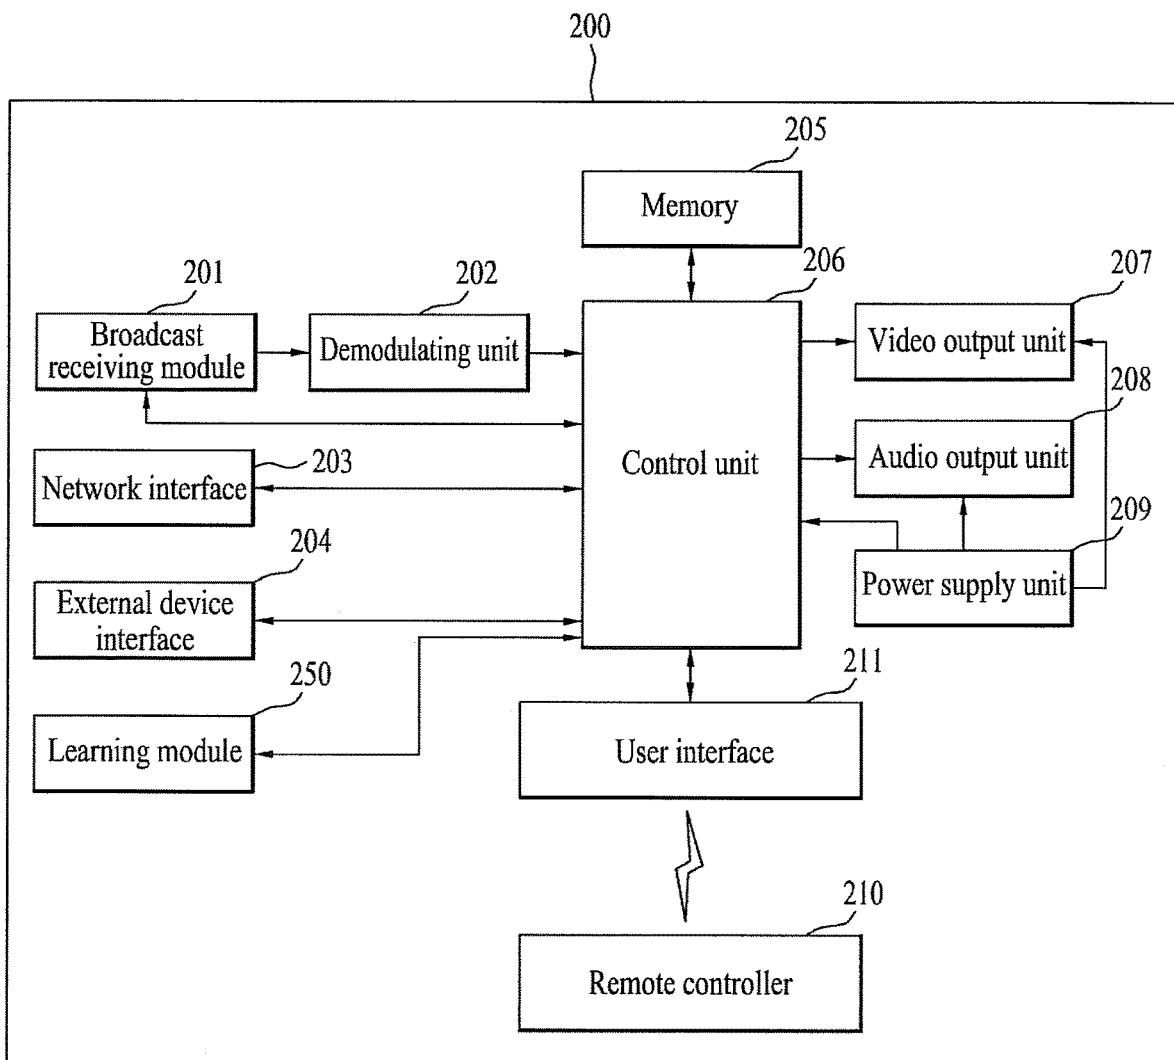 200
205
Memory
201
202
206
207
Broadcast
receiving module
Demodulating unit
Video output unit
208
Control unit
Audio output unit
203
Network interface
209
204
Power supply unit
External device
interface
250
211
Learning module
User interface
210
Remote controller